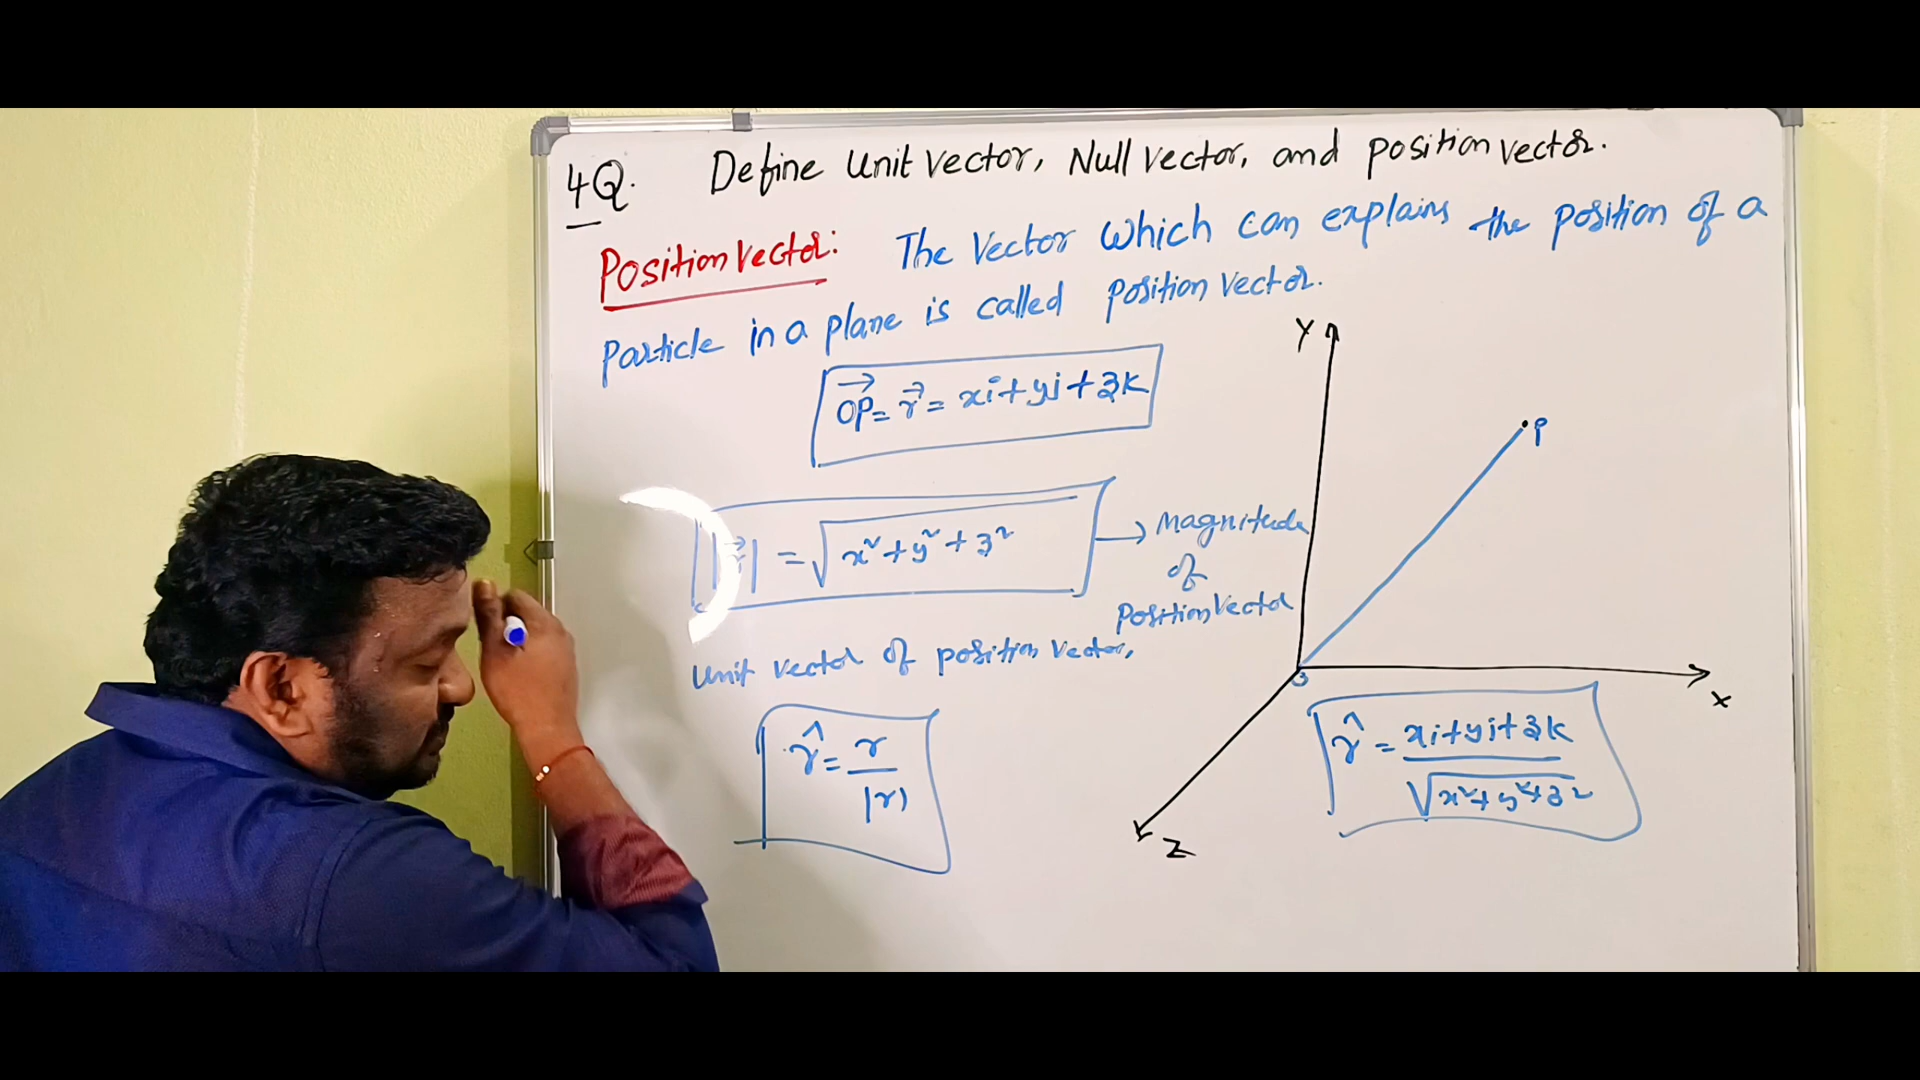 4Q. Define Unit vector, Null vector, and position vector.
Position vector: The vector which can explains the position of a
particle in a plane is called position vector.
Y
OP⃗ = r⃗ = xi+yj+zk
P
|r⃗| = √x²+y²+z² → Magnitude
of
Position Vector
Unit vector of position vector,
O
X
r̂ = r/|r|
r̂ = xi+yj+zk/√x²+y²+z²
Z